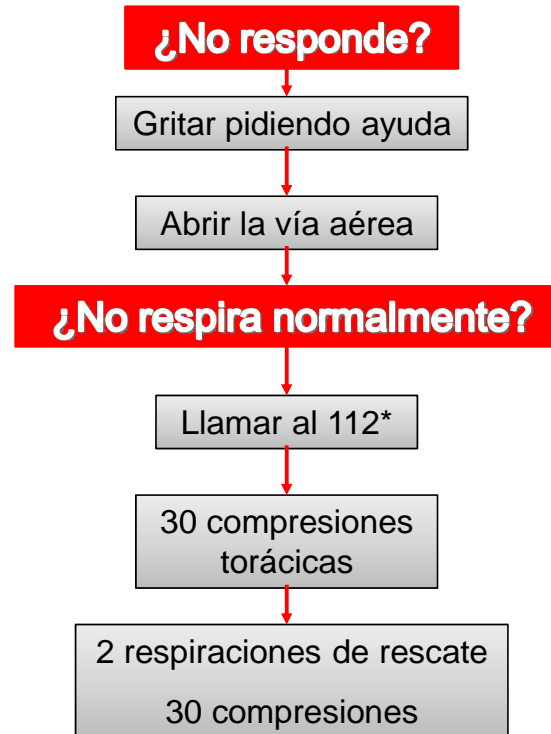 ¿No responde?
Gritar pidiendo ayuda
Abrir la vía aérea
¿No respira normalmente?
Llamar al 112*
30 compresiones
torácicas
2 respiraciones de rescate
30 compresiones